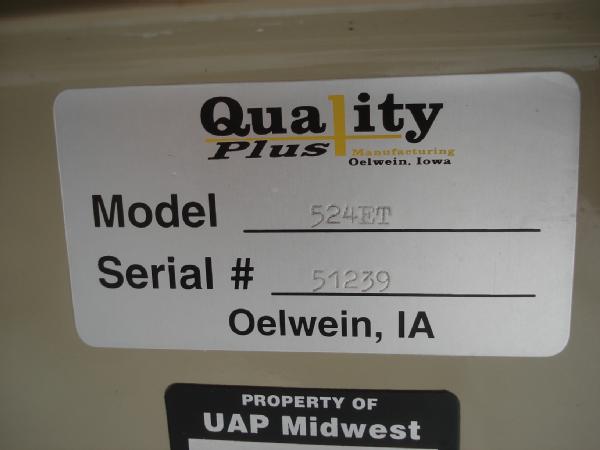 Quality
Plus Manufacturing
Oelwein, Iowa
Model 524ET
Serial # 51239
Oelwein, IA
PROPERTY OF
UAP Midwest